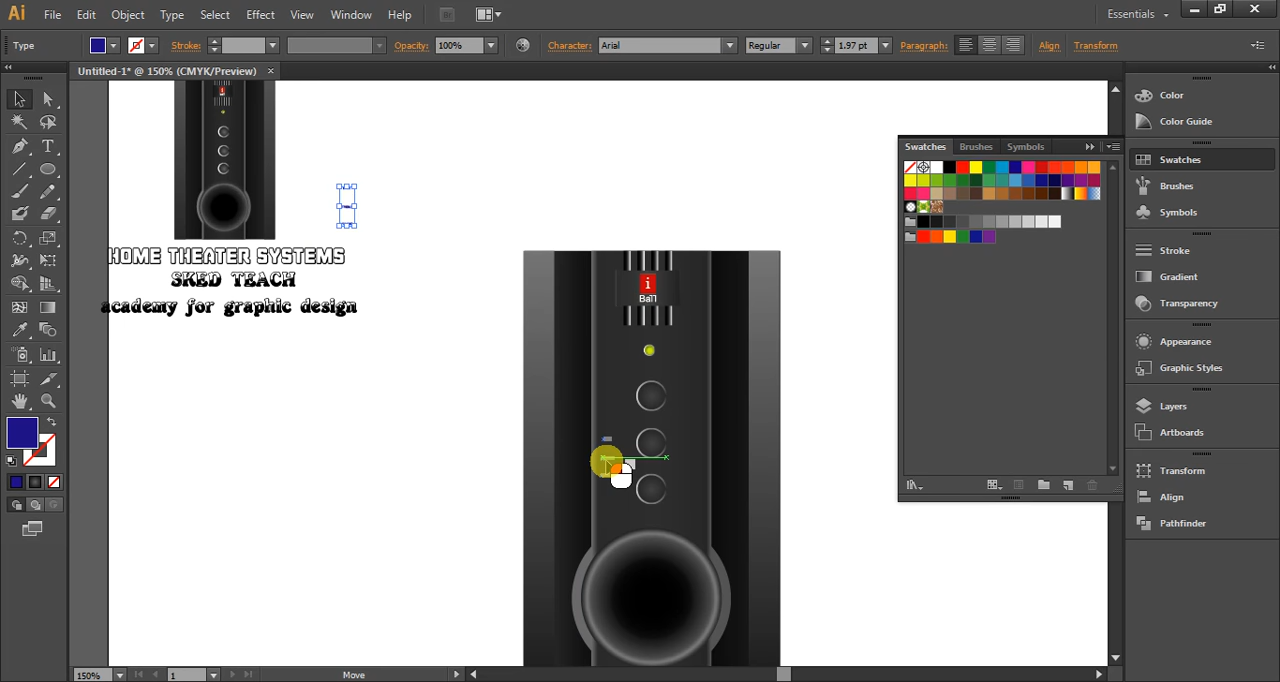 Ai File Edit Object Type Select Effect View Window Help Essentials
Type Stroke: Opacity: 100% Character: Arial Regular 1.97 pt Paragraph: Align Transform
Untitled-1* @ 150% (CMYK/Preview) ×
HOME THEATER SYSTEMS
SKED TEACH
academy for graphic design
i
Ball
Swatches Brushes Symbols
Color
Color Guide
Swatches
Brushes
Symbols
Stroke
Gradient
Transparency
Appearance
Graphic Styles
Layers
Artboards
Transform
Align
Pathfinder
150% 1 Move